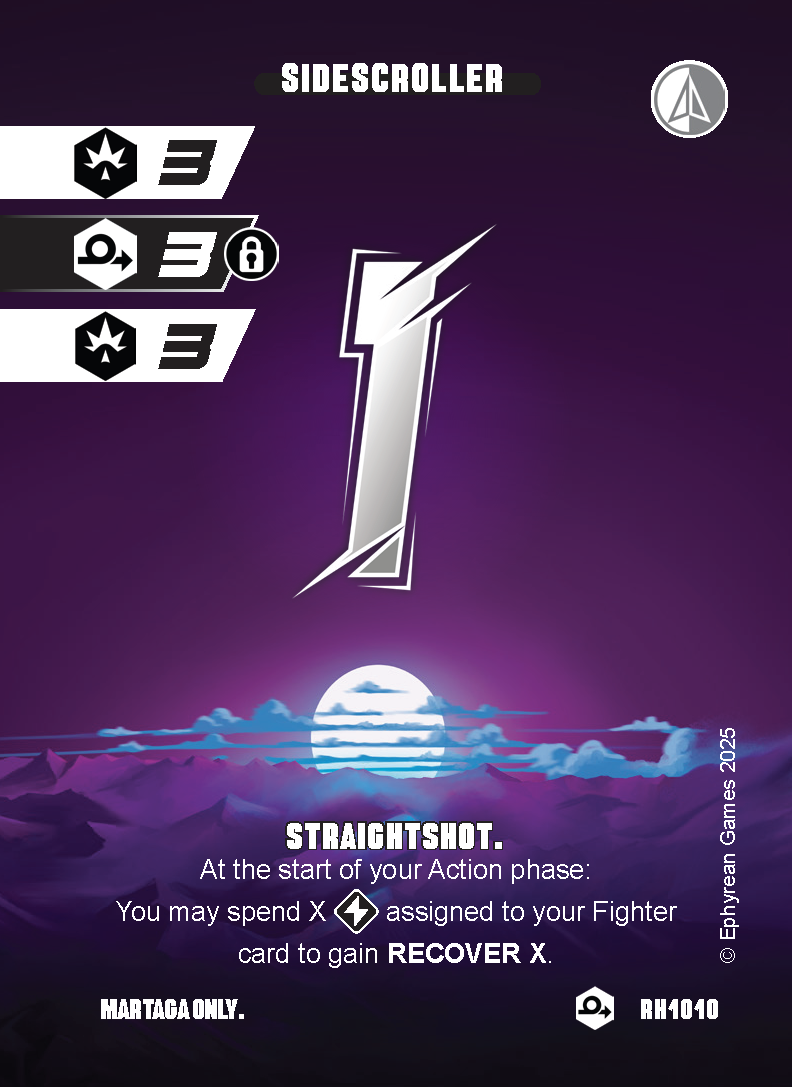 SIDESCROLLER
3
3
3
1
STRAIGHTSHOT.
At the start of your Action phase:
You may spend X assigned to your Fighter
card to gain RECOVER X.
© Ephyrean Games 2025
MARTAGA ONLY.
RH1010